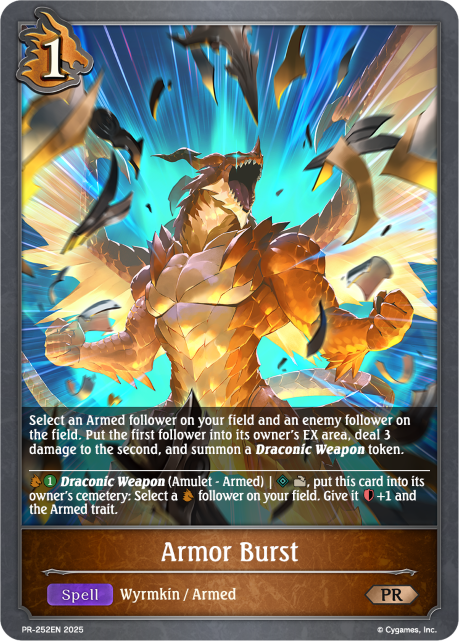 1
Select an Armed follower on your field and an enemy follower on
the field. Put the first follower into its owner's EX area, deal 3
damage to the second, and summon a Draconic Weapon token.
1 Draconic Weapon (Amulet - Armed) | , put this card into its
owner's cemetery: Select a follower on your field. Give it +1 and
the Armed trait.
Armor Burst
Spell Wyrmkin / Armed PR
PR-252EN 2025 © Cygames, Inc.